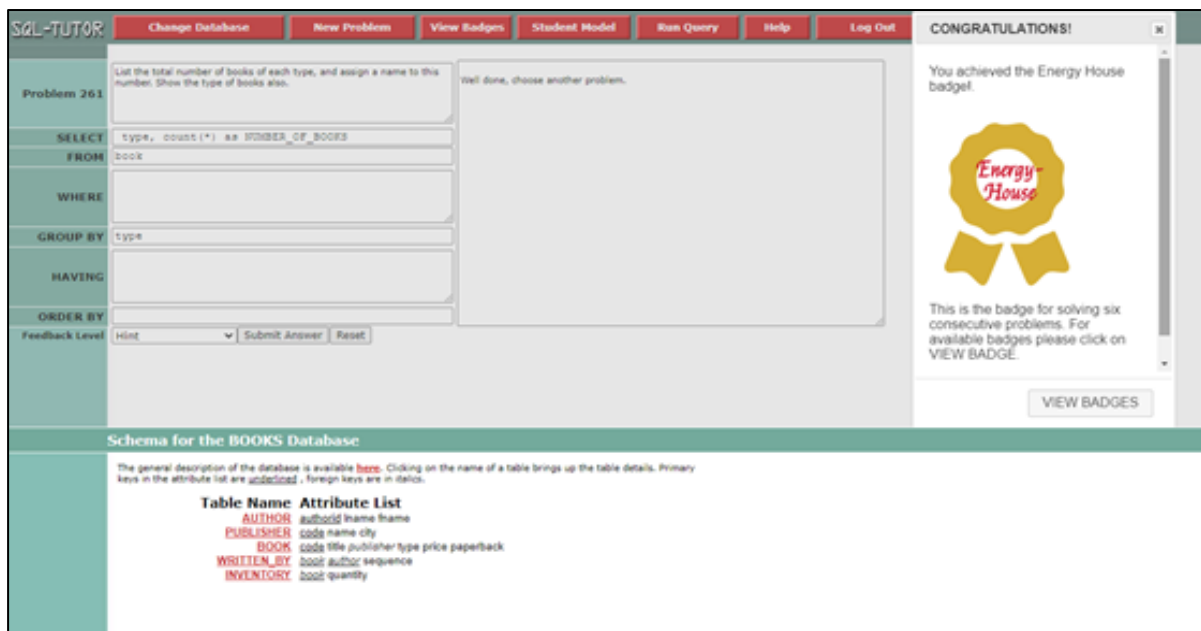 SQL-TUTOR
Change Database
New Problem
View Badges
Student Model
Run Query
Help
Log Out
Problem 261
List the total number of books of each type, and assign a name to this
number. Show the type of books also.
Well done, choose another problem.
SELECT
type, count(*) as NUMBER_OF_BOOKS
FROM
book
WHERE
GROUP BY
type
HAVING
ORDER BY
Feedback Level
Hint
Submit Answer
Reset
CONGRATULATIONS!
x
You achieved the Energy House
badge!.
Energy-
House
This is the badge for solving six
consecutive problems. For
available badges please click on
VIEW BADGE.
VIEW BADGES
Schema for the BOOKS Database
The general description of the database is available here. Clicking on the name of a table brings up the table details. Primary
keys in the attribute list are underlined , foreign keys are in italics.
Table Name Attribute List
AUTHOR authorid lname fname
PUBLISHER code name city
BOOK code title publisher type price paperback
WRITTEN_BY book author sequence
INVENTORY book quantity